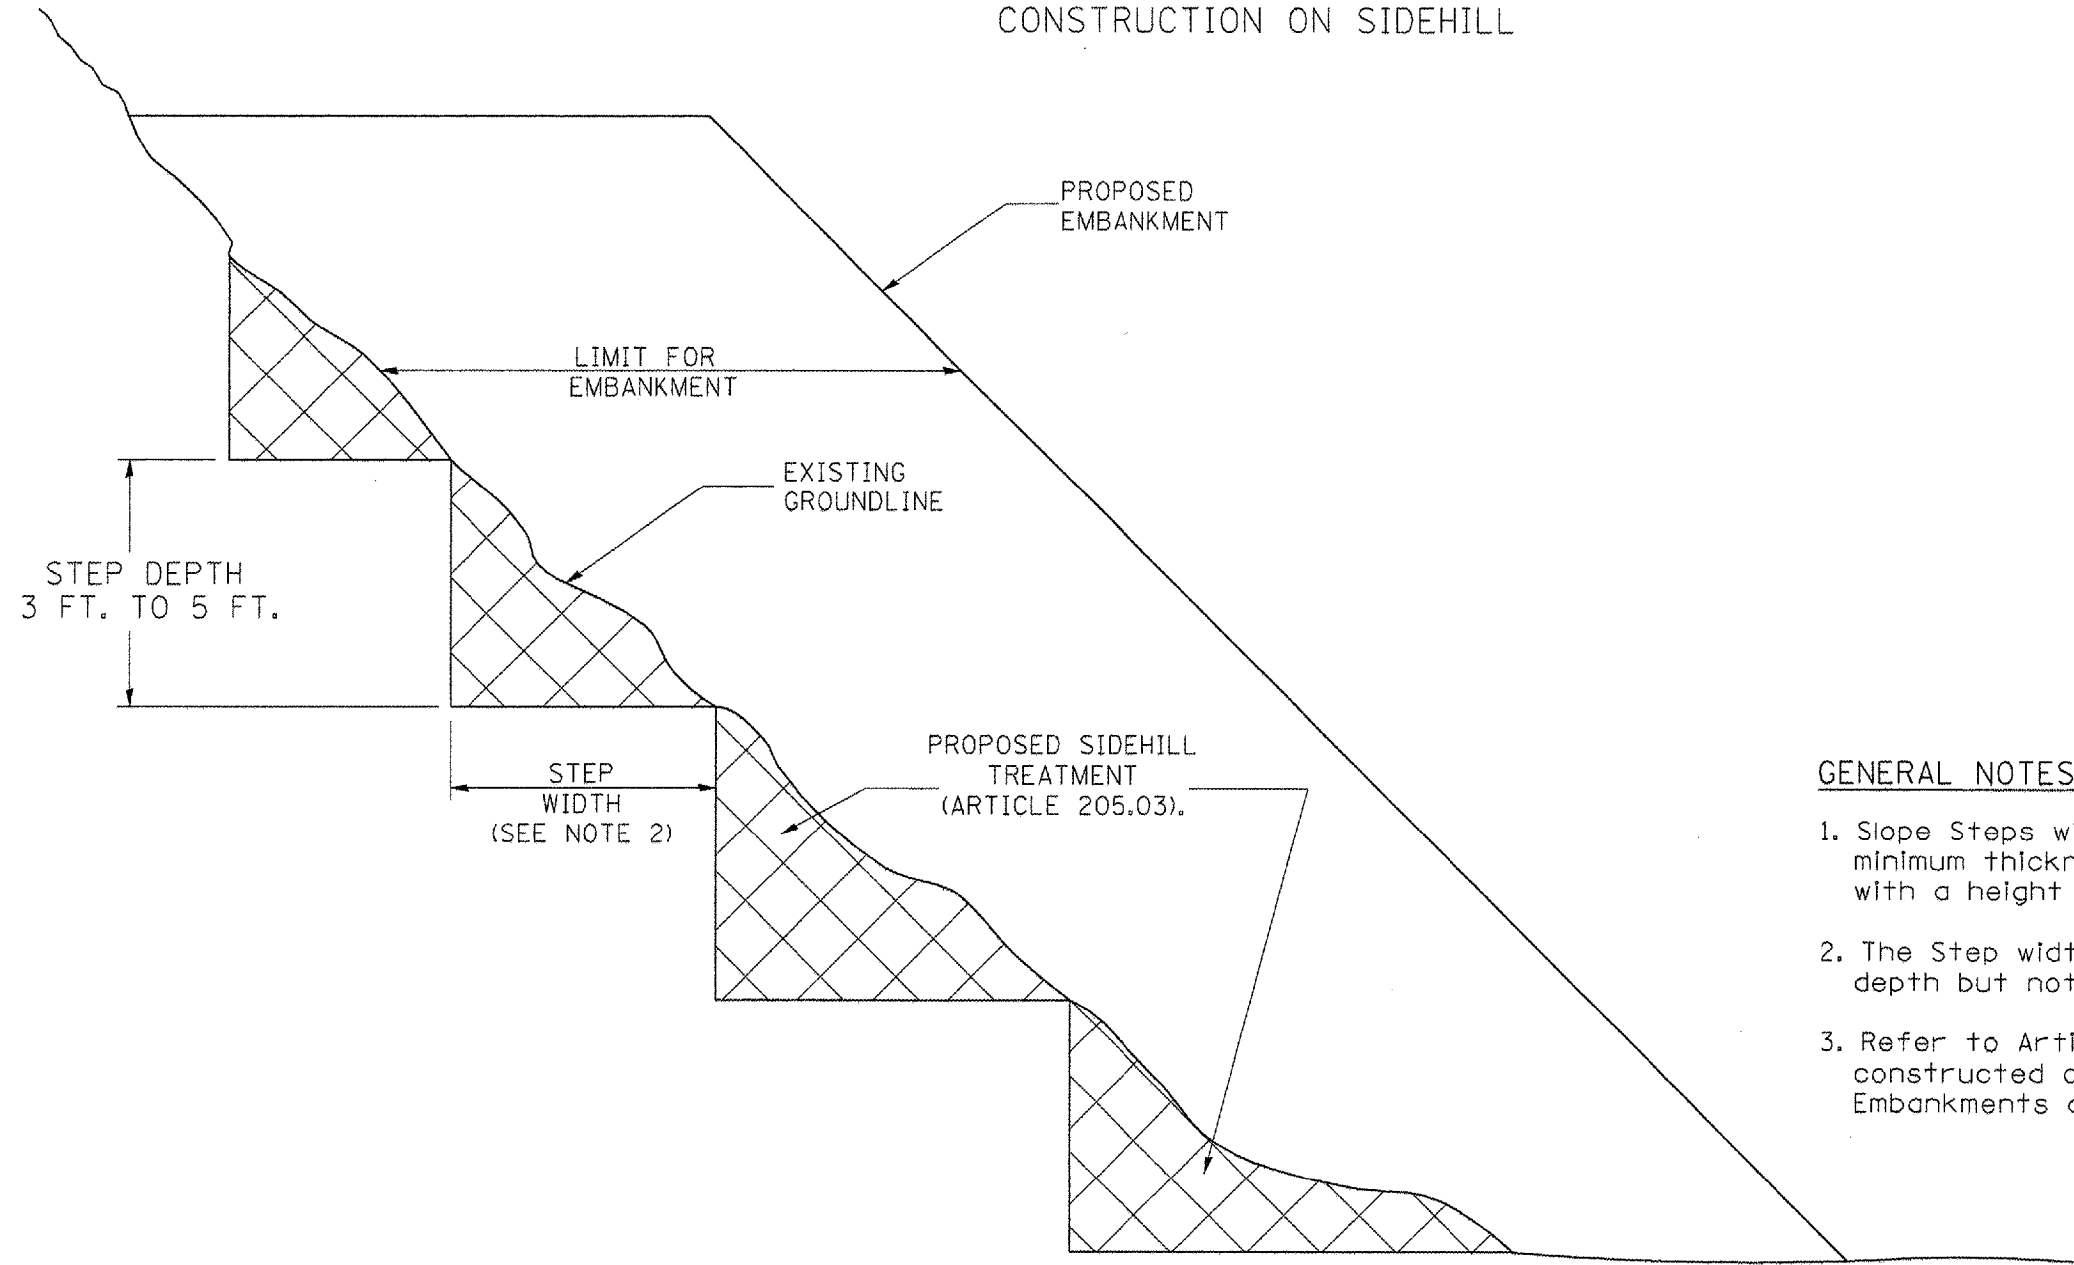 CONSTRUCTION ON SIDEHILL
PROPOSED
EMBANKMENT
LIMIT FOR
EMBANKMENT
EXISTING
GROUNDLINE
STEP DEPTH
3 FT. TO 5 FT.
PROPOSED SIDEHILL
TREATMENT
(ARTICLE 205.03).
STEP
WIDTH
(SEE NOTE 2)
GENERAL NOTES
1. Slope Steps
minimum
with a height
2. The Step
depth but not
3. Refer to
constructed
Embankments